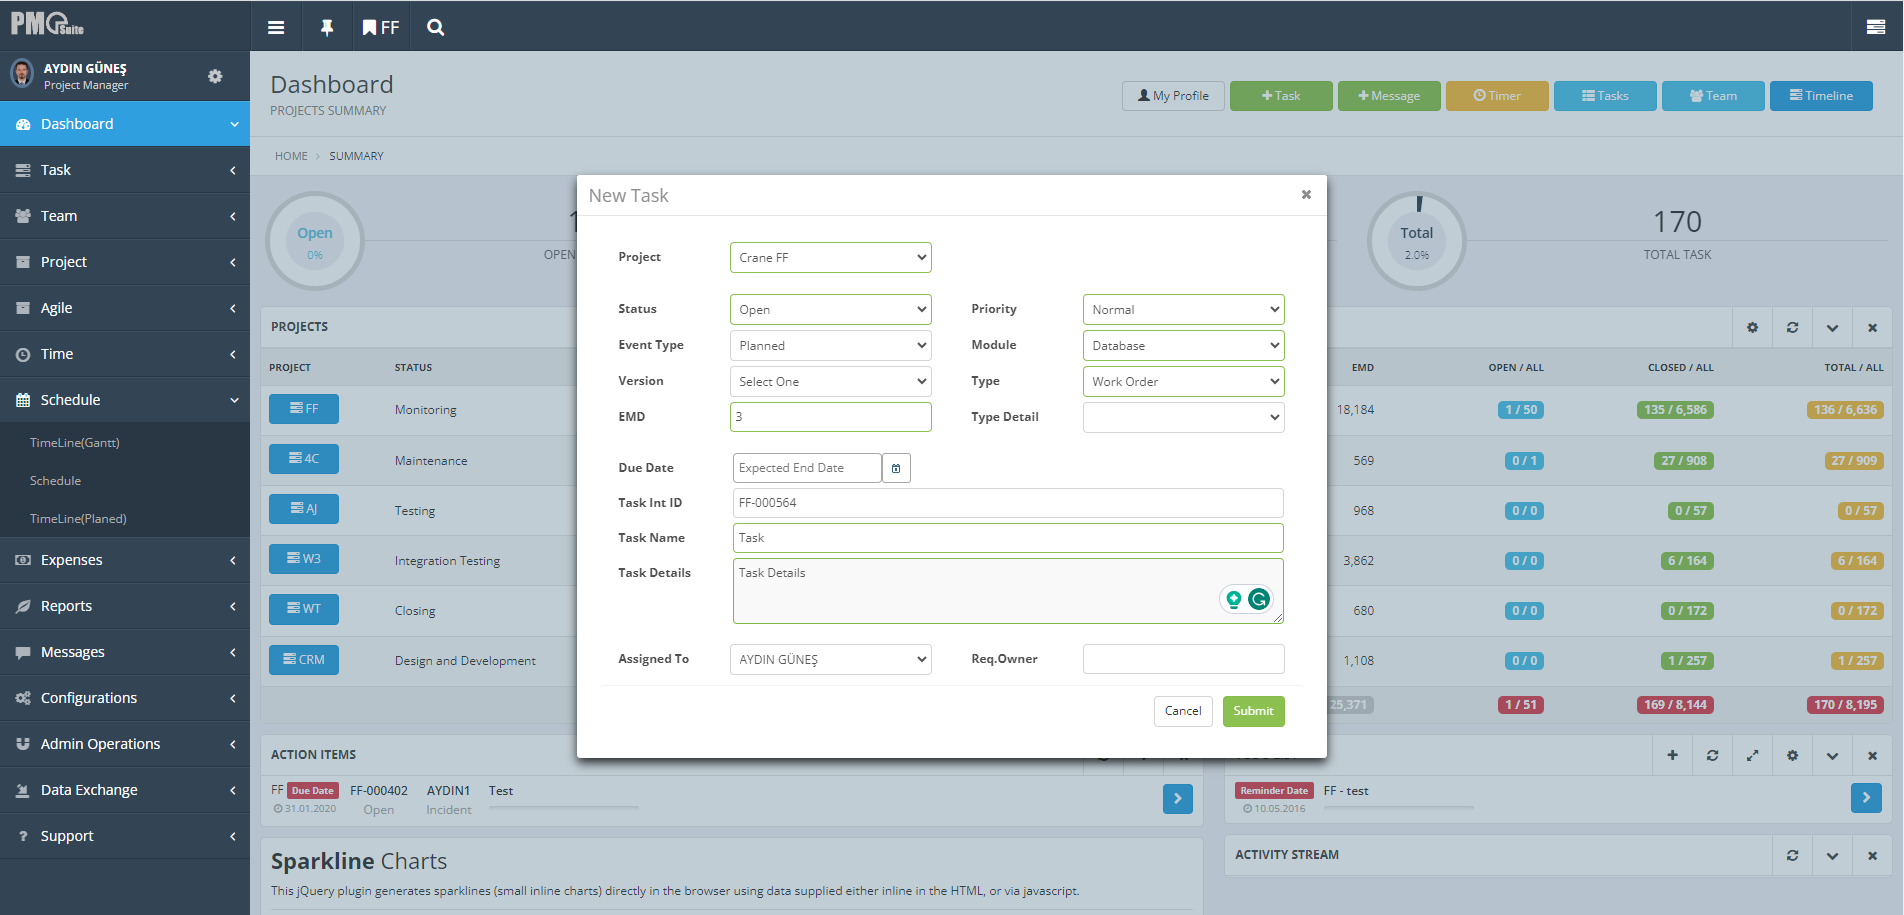 PMG Suite
FF
AYDIN GÜNEŞ
Project Manager
Dashboard
Task
Team
Project
Agile
Time
Schedule
TimeLine(Gantt)
Schedule
TimeLine(Planed)
Expenses
Reports
Messages
Configurations
Admin Operations
Data Exchange
Support
Dashboard
PROJECTS SUMMARY
My Profile
Task
Message
Timer
Tasks
Team
Timeline
HOME > SUMMARY
Open
0%
OPEN
Total
2.0%
170
TOTAL TASK
PROJECTS
PROJECT STATUS EMD OPEN / ALL CLOSED / ALL TOTAL / ALL
FF Monitoring 18,184 1 / 50 135 / 6,586 136 / 6,636
4C Maintenance 569 0 / 1 27 / 908 27 / 909
AJ Testing 968 0 / 0 0 / 57 0 / 57
W3 Integration Testing 3,862 0 / 0 6 / 164 6 / 164
WT Closing 680 0 / 0 0 / 172 0 / 172
CRM Design and Development 1,108 0 / 0 1 / 257 1 / 257
25,371 1 / 51 169 / 8,144 170 / 8,195
New Task
Project Crane FF
Status Open Priority Normal
Event Type Planned Module Database
Version Select One Type Work Order
EMD 3 Type Detail
Due Date Expected End Date
Task Int ID FF-000564
Task Name Task
Task Details Task Details
Assigned To AYDIN GÜNEŞ Req.Owner
Cancel Submit
ACTION ITEMS
FF Due Date FF-000402 AYDIN1 Test
31.01.2020 Open Incident
Reminder Date FF - test
10.05.2016
Sparkline Charts
This jQuery plugin generates sparklines (small inline charts) directly in the browser using data supplied either inline in the HTML, or via javascript.
ACTIVITY STREAM